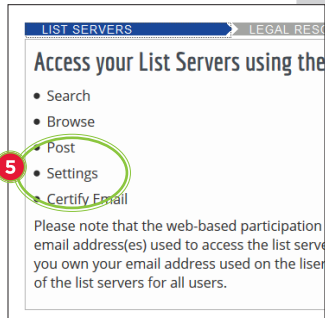 LIST SERVERS LEGAL RESO
Access your List Servers using the
• Search
• Browse
• Post
5
• Settings
• Certify Email
Please note that the web-based participation
email address(es) used to access the list serve
you own your email address used on the liser
of the list servers for all users.